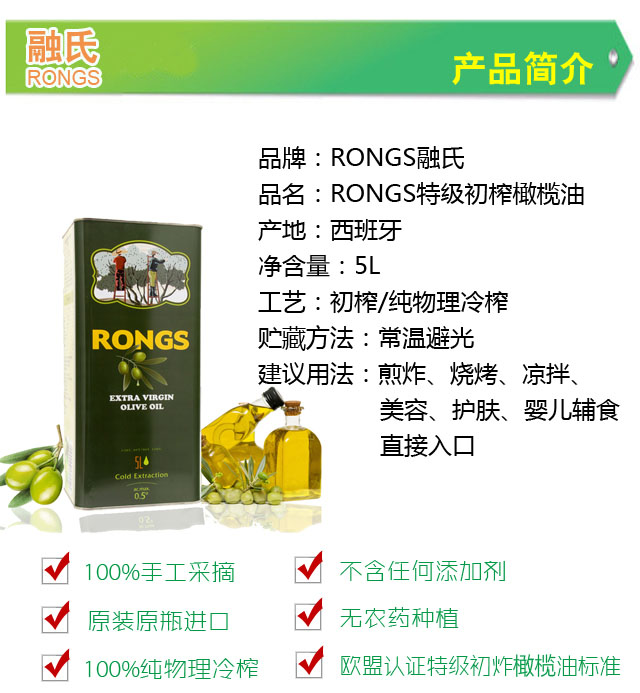 融氏
RONGS
产品简介
品牌：RONGS融氏
品名：RONGS特级初榨橄榄油
产地：西班牙
净含量：5L
工艺：初榨/纯物理冷榨
贮藏方法：常温避光
建议用法：煎炸、烧烤、凉拌、
美容、护肤、婴儿辅食
直接入口
RONGS
EXTRA VIRGIN
OLIVE OIL
5L
Cold Extraction
0.5°
100%手工采摘
不含任何添加剂
原装原瓶进口
无农药种植
100%纯物理冷榨
欧盟认证特级初炸橄榄油标准